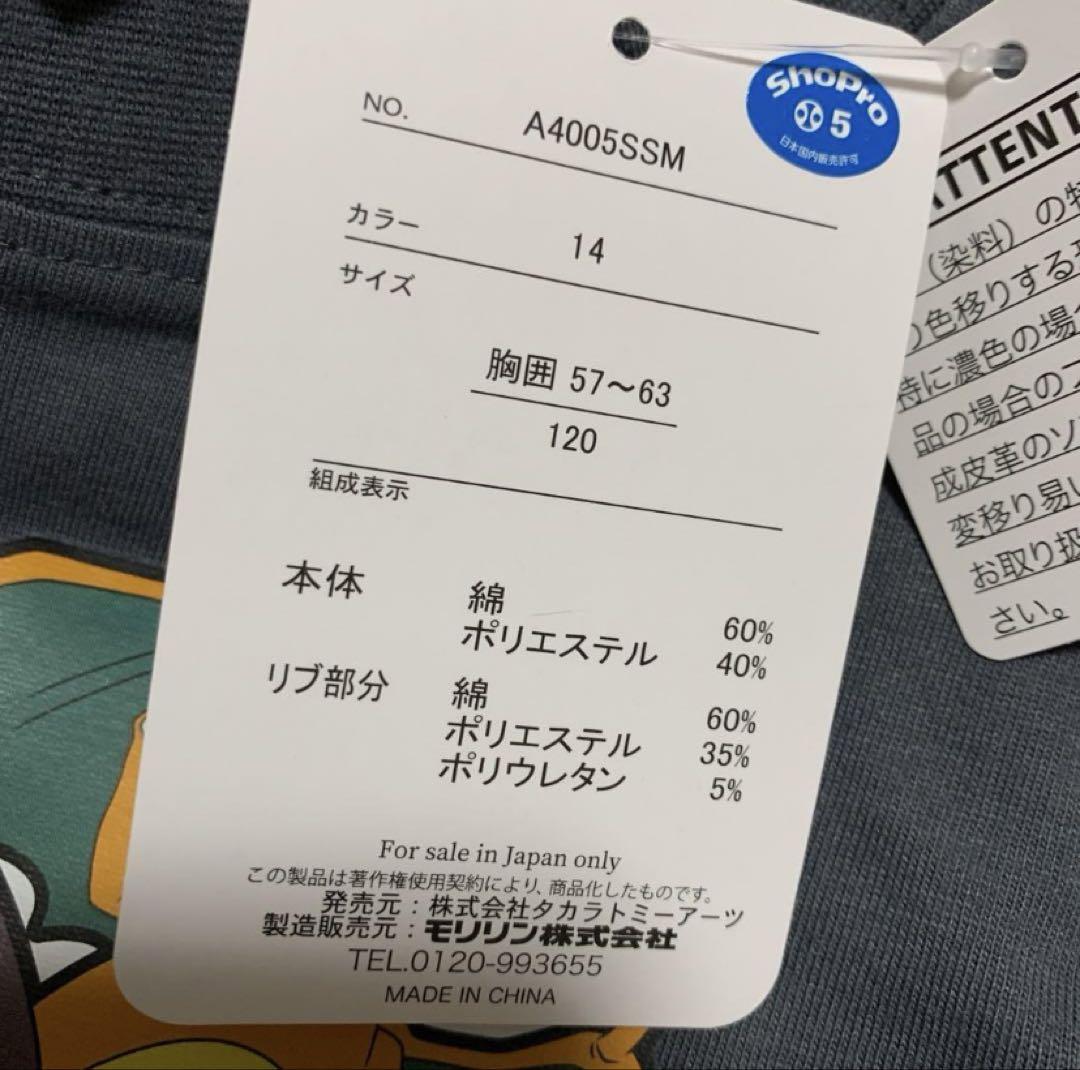 ShoPro
5
日本国内販売許可
NO. A4005SSM
カラー 14
サイズ
胸囲 57～63
120
組成表示
本体 綿 60%
ポリエステル 40%
リブ部分 綿 60%
ポリエステル 35%
ポリウレタン 5%
For sale in Japan only
この製品は著作権使用契約により、商品化したものです。
発売元：株式会社タカラトミーアーツ
製造販売元：モリリン株式会社
TEL.0120-993655
MADE IN CHINA
ATTENT
（染料）の特
色移りする
特に濃色の場合
品の場合の
成皮革のソ
変移り易い
お取り扱
さい。